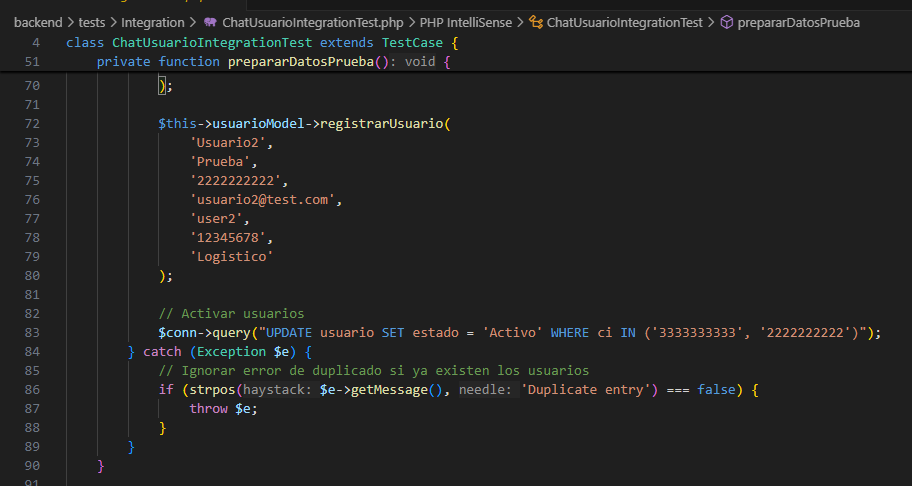 backend > tests > Integration > ChatUsuarioIntegrationTest.php > PHP IntelliSense > ChatUsuarioIntegrationTest > prepararDatosPrueba
4 class ChatUsuarioIntegrationTest extends TestCase {
51 private function prepararDatosPrueba(): void {
70 );
71
72 $this->usuarioModel->registrarUsuario(
73 'Usuario2',
74 'Prueba',
75 '2222222222',
76 'usuario2@test.com',
77 'user2',
78 '12345678',
79 'Logistico'
80 );
81
82 // Activar usuarios
83 $conn->query("UPDATE usuario SET estado = 'Activo' WHERE ci IN ('3333333333', '2222222222')");
84 } catch (Exception $e) {
85 // Ignorar error de duplicado si ya existen los usuarios
86 if (strpos(haystack: $e->getMessage(), needle: 'Duplicate entry') === false) {
87 throw $e;
88 }
89 }
90 }
91